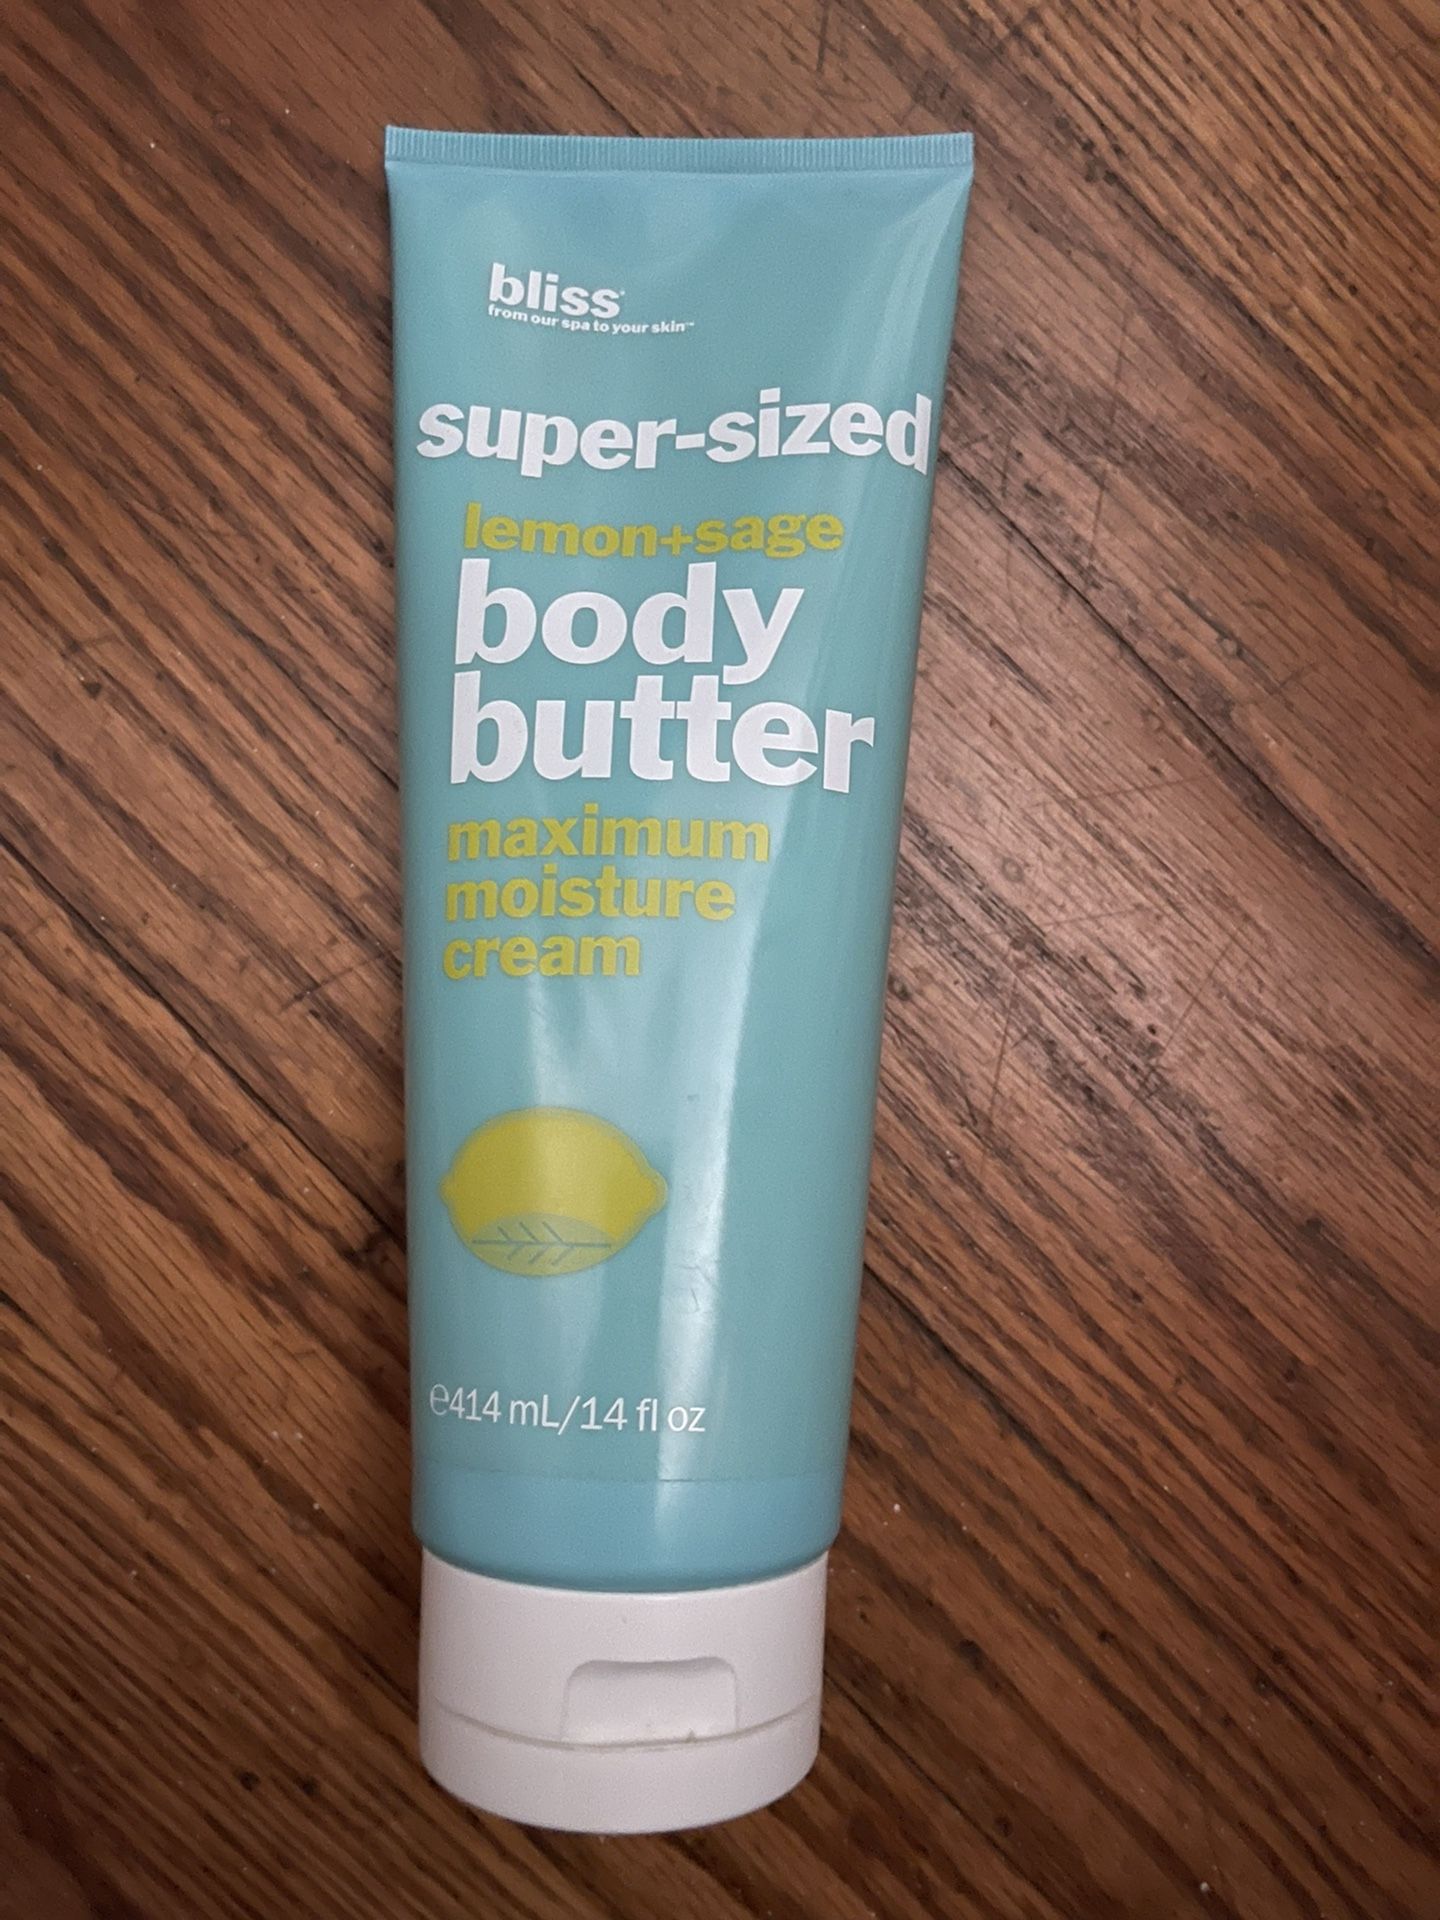 bliss®
from our spa to your skin™
super-sized
lemon+sage
body
butter
maximum
moisture
cream
℮414 mL/14 fl oz